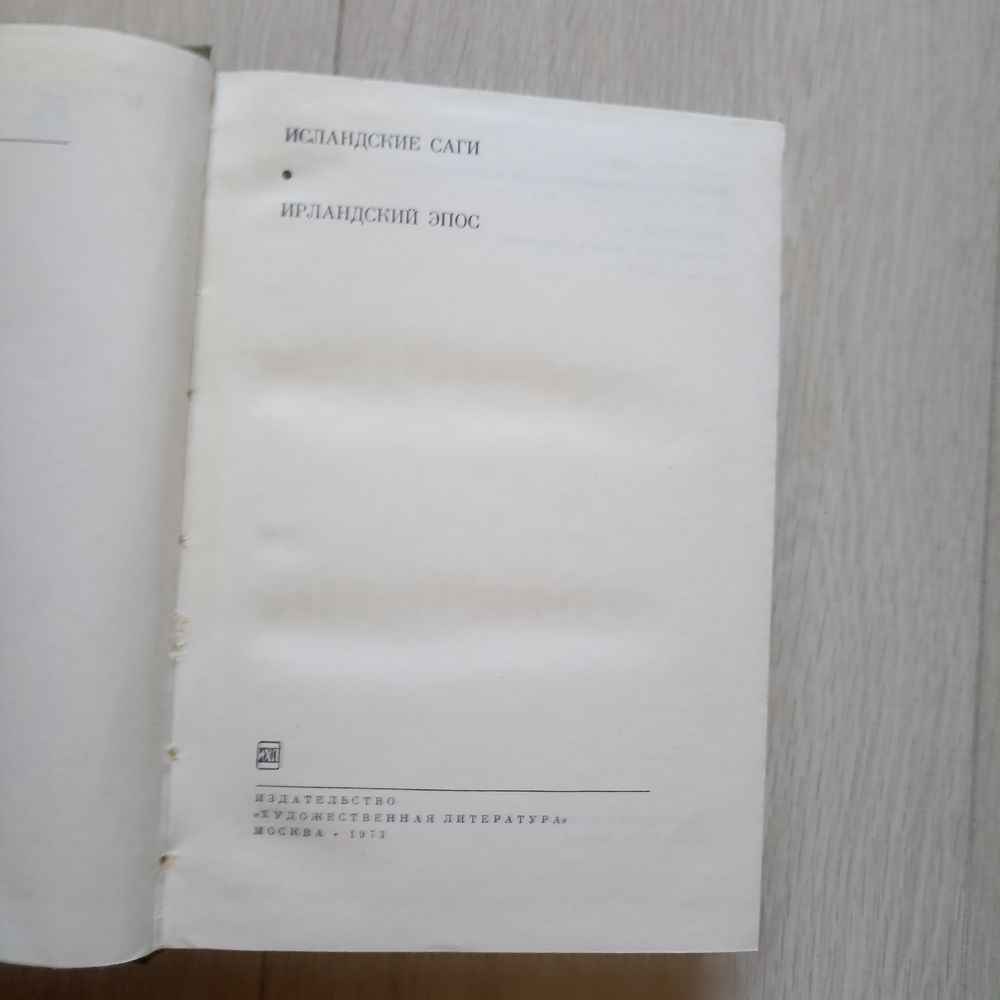 ИСЛАНДСКИЕ САГИ
•
ИРЛАНДСКИЙ ЭПОС
ИЗДАТЕЛЬСТВО
«ХУДОЖЕСТВЕННАЯ ЛИТЕРАТУРА»
МОСКВА • 1973